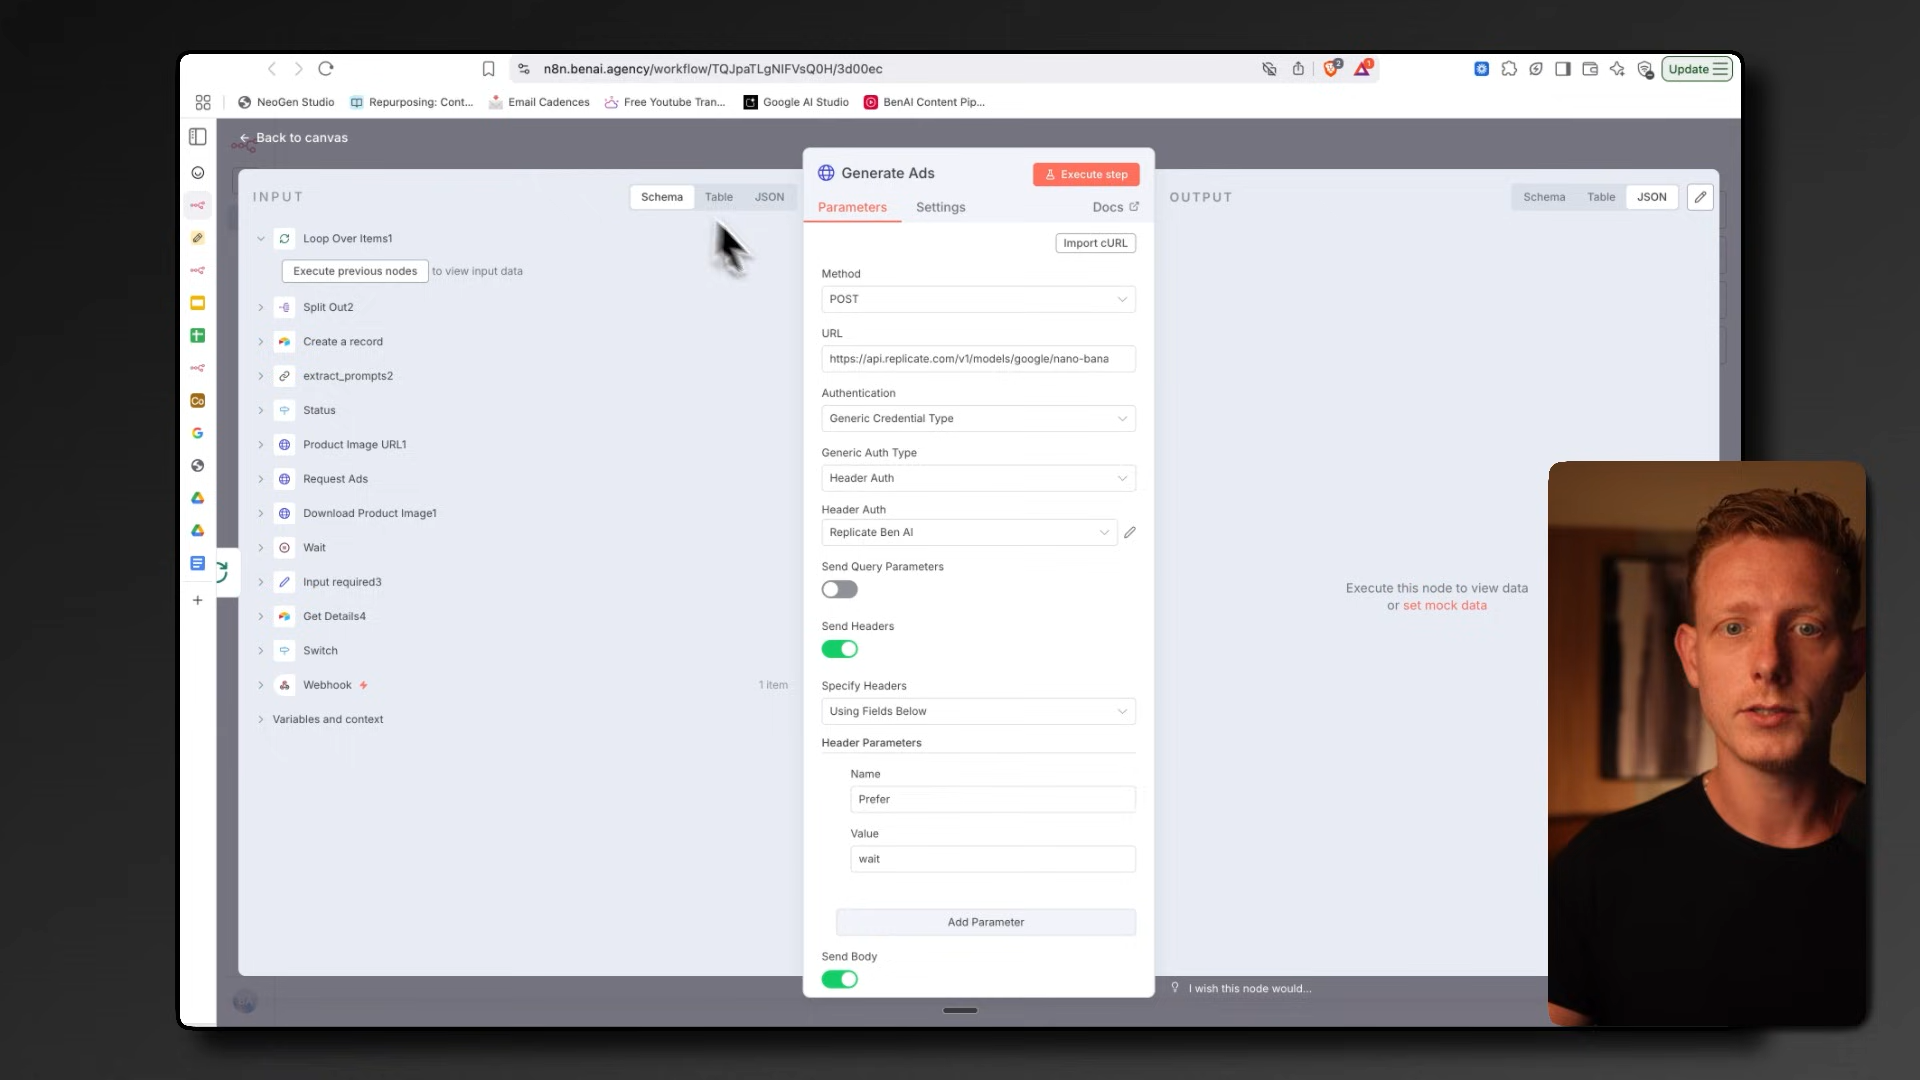 n8n.benai.agency/workflow/TQJpaTLgNIFVsQ0H/3d00ec
2
1
Update
NeoGen Studio
Repurposing: Cont...
Email Cadences
Free Youtube Tran...
Google AI Studio
BenAI Content Pip...
Back to canvas
INPUT
Schema
Table
JSON
Loop Over Items1
Execute previous nodes to view input data
Split Out2
Create a record
extract_prompts2
Status
Product Image URL1
Request Ads
Download Product Image1
Wait
Input required3
Get Details4
Switch
Webhook
1 item
Variables and context
Generate Ads
Execute step
Parameters
Settings
Docs
Import cURL
Method
POST
URL
https://api.replicate.com/v1/models/google/nano-bana
Authentication
Generic Credential Type
Generic Auth Type
Header Auth
Header Auth
Replicate Ben AI
Send Query Parameters
Send Headers
Specify Headers
Using Fields Below
Header Parameters
Name
Prefer
Value
wait
Add Parameter
Send Body
OUTPUT
Schema
Table
JSON
Execute this node to view data
or set mock data
I wish this node would...
Co